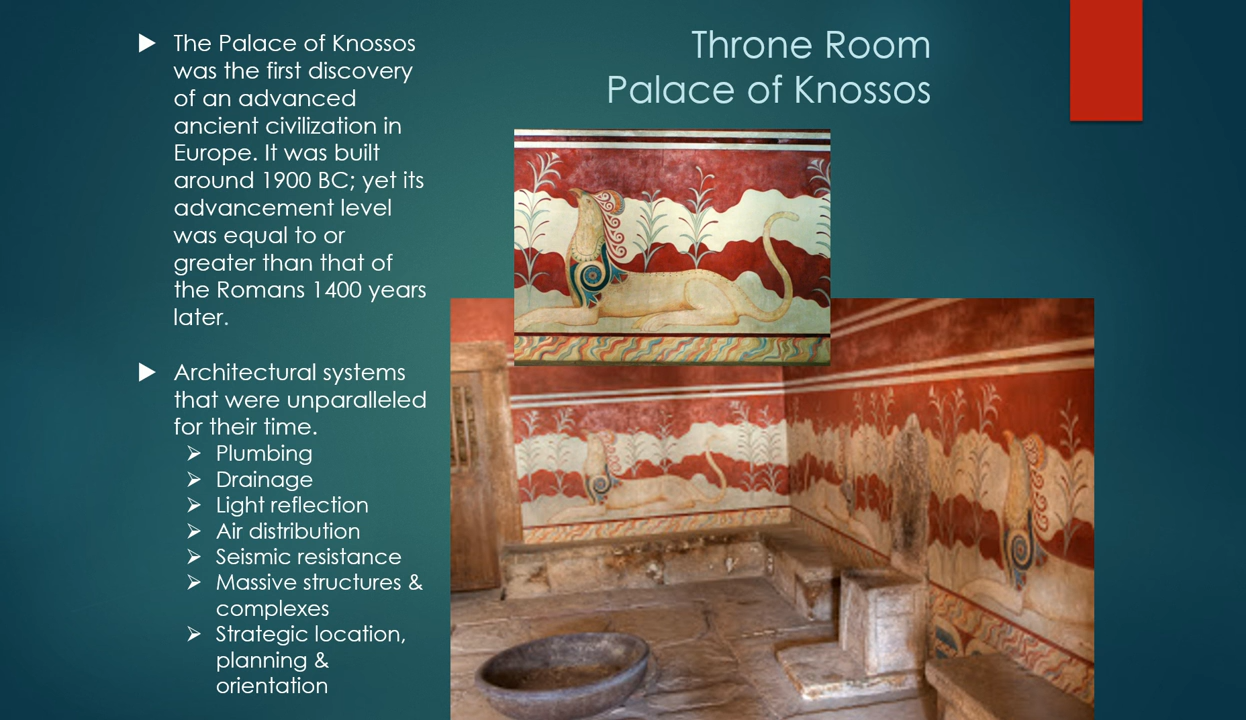 Throne Room
Palace of Knossos
The Palace of Knossos
was the first discovery
of an advanced
ancient civilization in
Europe. It was built
around 1900 BC; yet its
advancement level
was equal to or
greater than that of
the Romans 1400 years
later.
Architectural systems
that were unparalleled
for their time.
Plumbing
Drainage
Light reflection
Air distribution
Seismic resistance
Massive structures &
complexes
Strategic location,
planning &
orientation